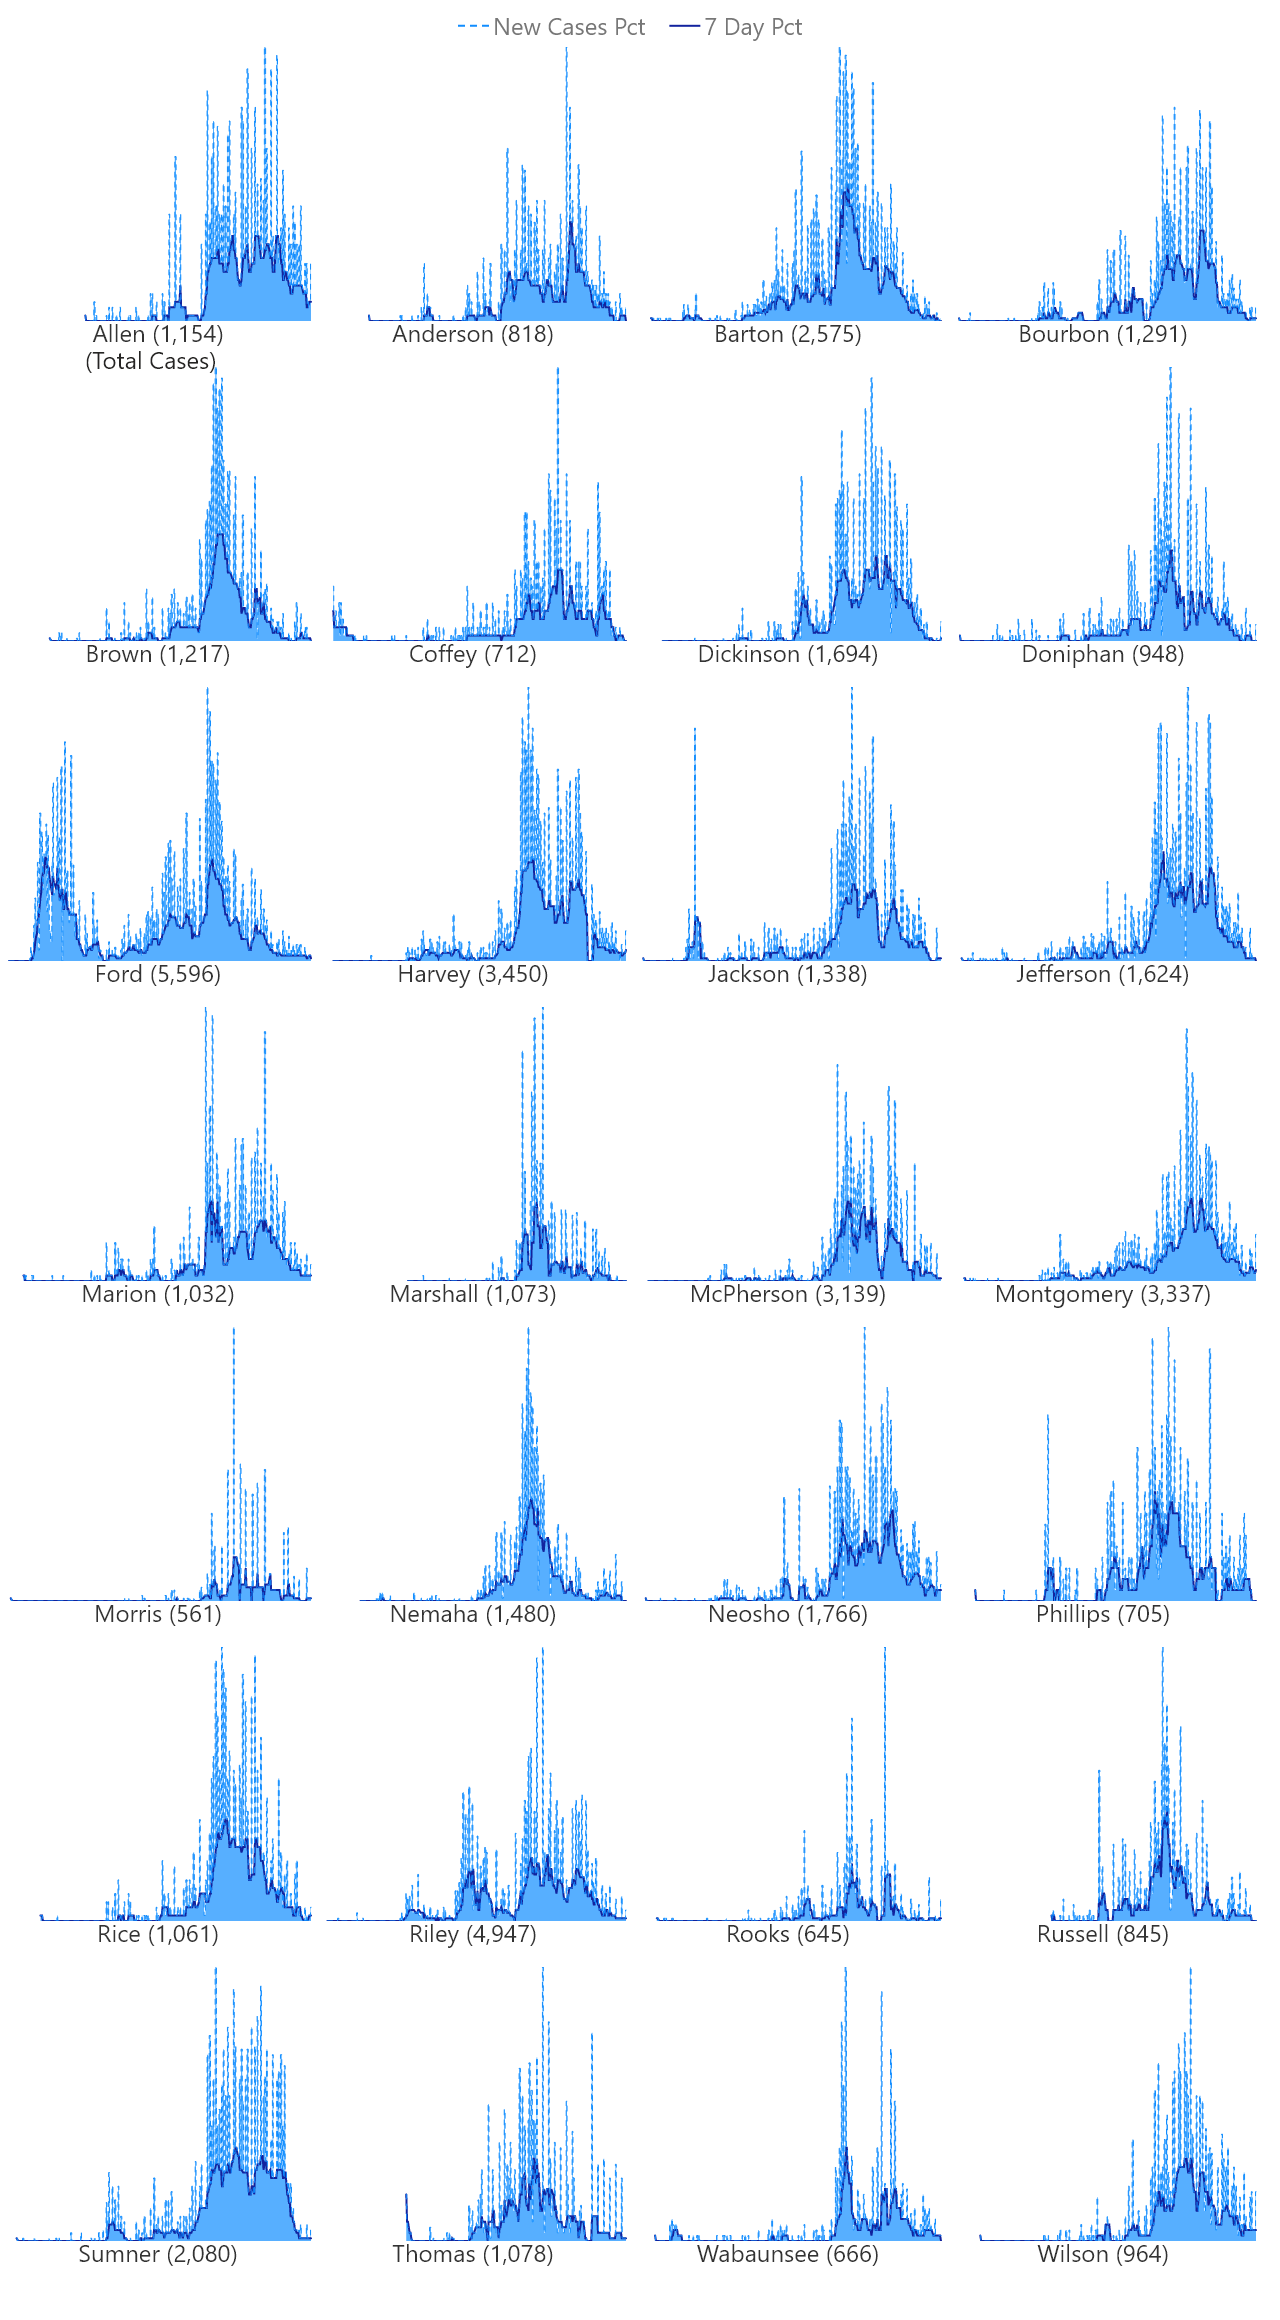 New Cases Pct 7 Day Pct
Allen (1,154) Anderson (818) Barton (2,575) Bourbon (1,291)
(Total Cases)
Brown (1,217) Coffey (712) Dickinson (1,694) Doniphan (948)
Ford (5,596) Harvey (3,450) Jackson (1,338) Jefferson (1,624)
Marion (1,032) Marshall (1,073) McPherson (3,139) Montgomery (3,337)
Morris (561) Nemaha (1,480) Neosho (1,766) Phillips (705)
Rice (1,061) Riley (4,947) Rooks (645) Russell (845)
Sumner (2,080) Thomas (1,078) Wabaunsee (666) Wilson (964)